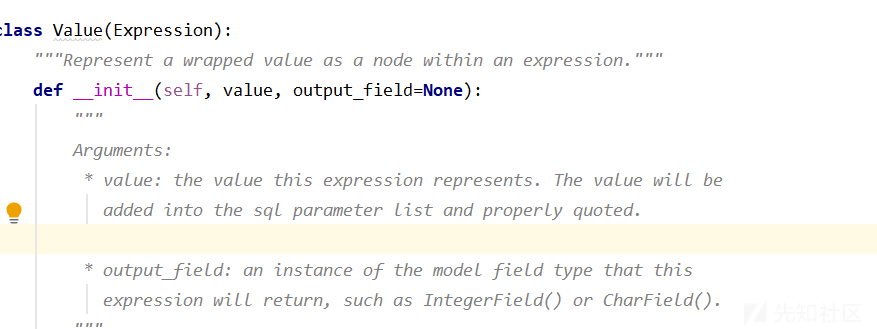 class Value(Expression):
"""Represent a wrapped value as a node within an expression."""
def __init__(self, value, output_field=None):
"""
Arguments:
* value: the value this expression represents. The value will be
added into the sql parameter list and properly quoted.
* output_field: an instance of the model field type that this
expression will return, such as IntegerField() or CharField().
"""
先知社区